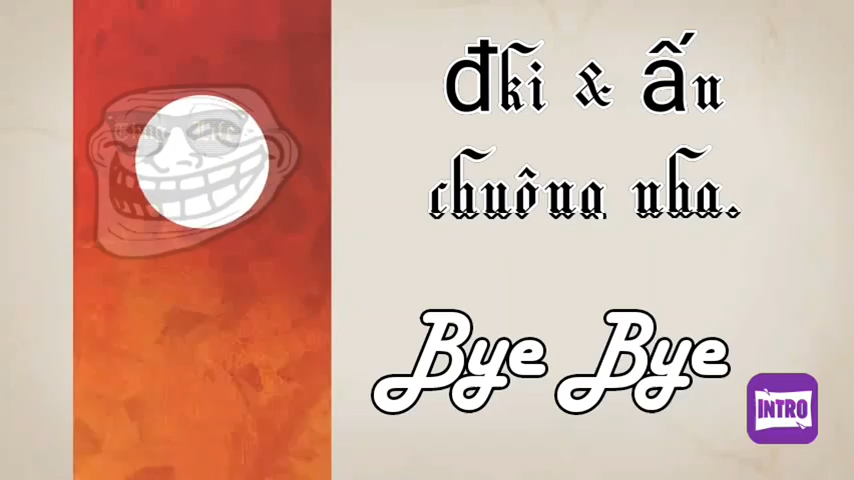 đki & ấn
chuông nha.
Bye Bye
INTRO